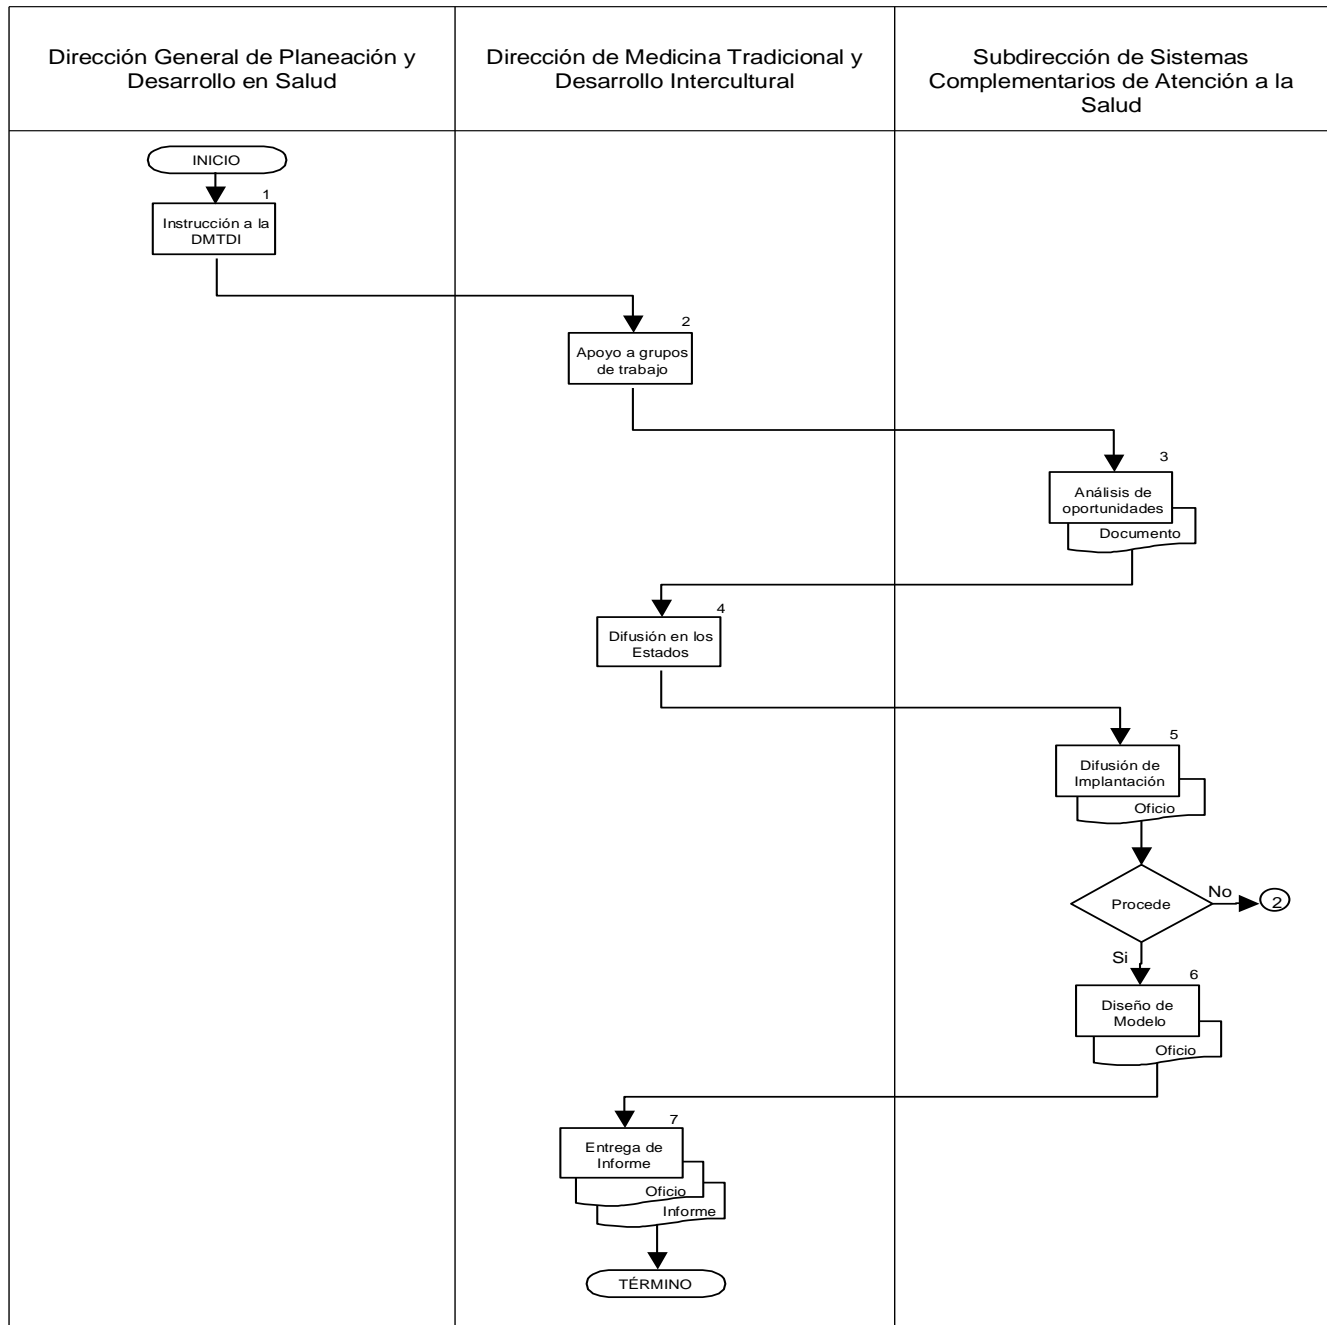 Dirección General de Planeación y
Desarrollo en Salud
Dirección de Medicina Tradicional y
Desarrollo Intercultural
Subdirección de Sistemas
Complementarios de Atención a la
Salud
INICIO
1
Instrucción a la
DMTDI
2
Apoyo a grupos
de trabajo
3
Análisis de
oportunidades
Documento
4
Difusión en los
Estados
5
Difusión de
Implantación
Oficio
Procede
No
2
Si
6
Diseño de
Modelo
Oficio
7
Entrega de
Informe
Oficio
Informe
TÉRMINO